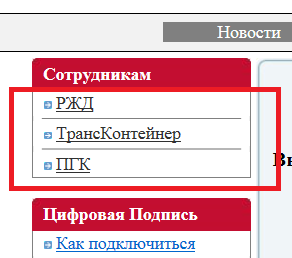 Новости
Сотрудникам
РЖД
ТрансКонтейнер
ПГК
Цифровая Подпись
Как подключиться